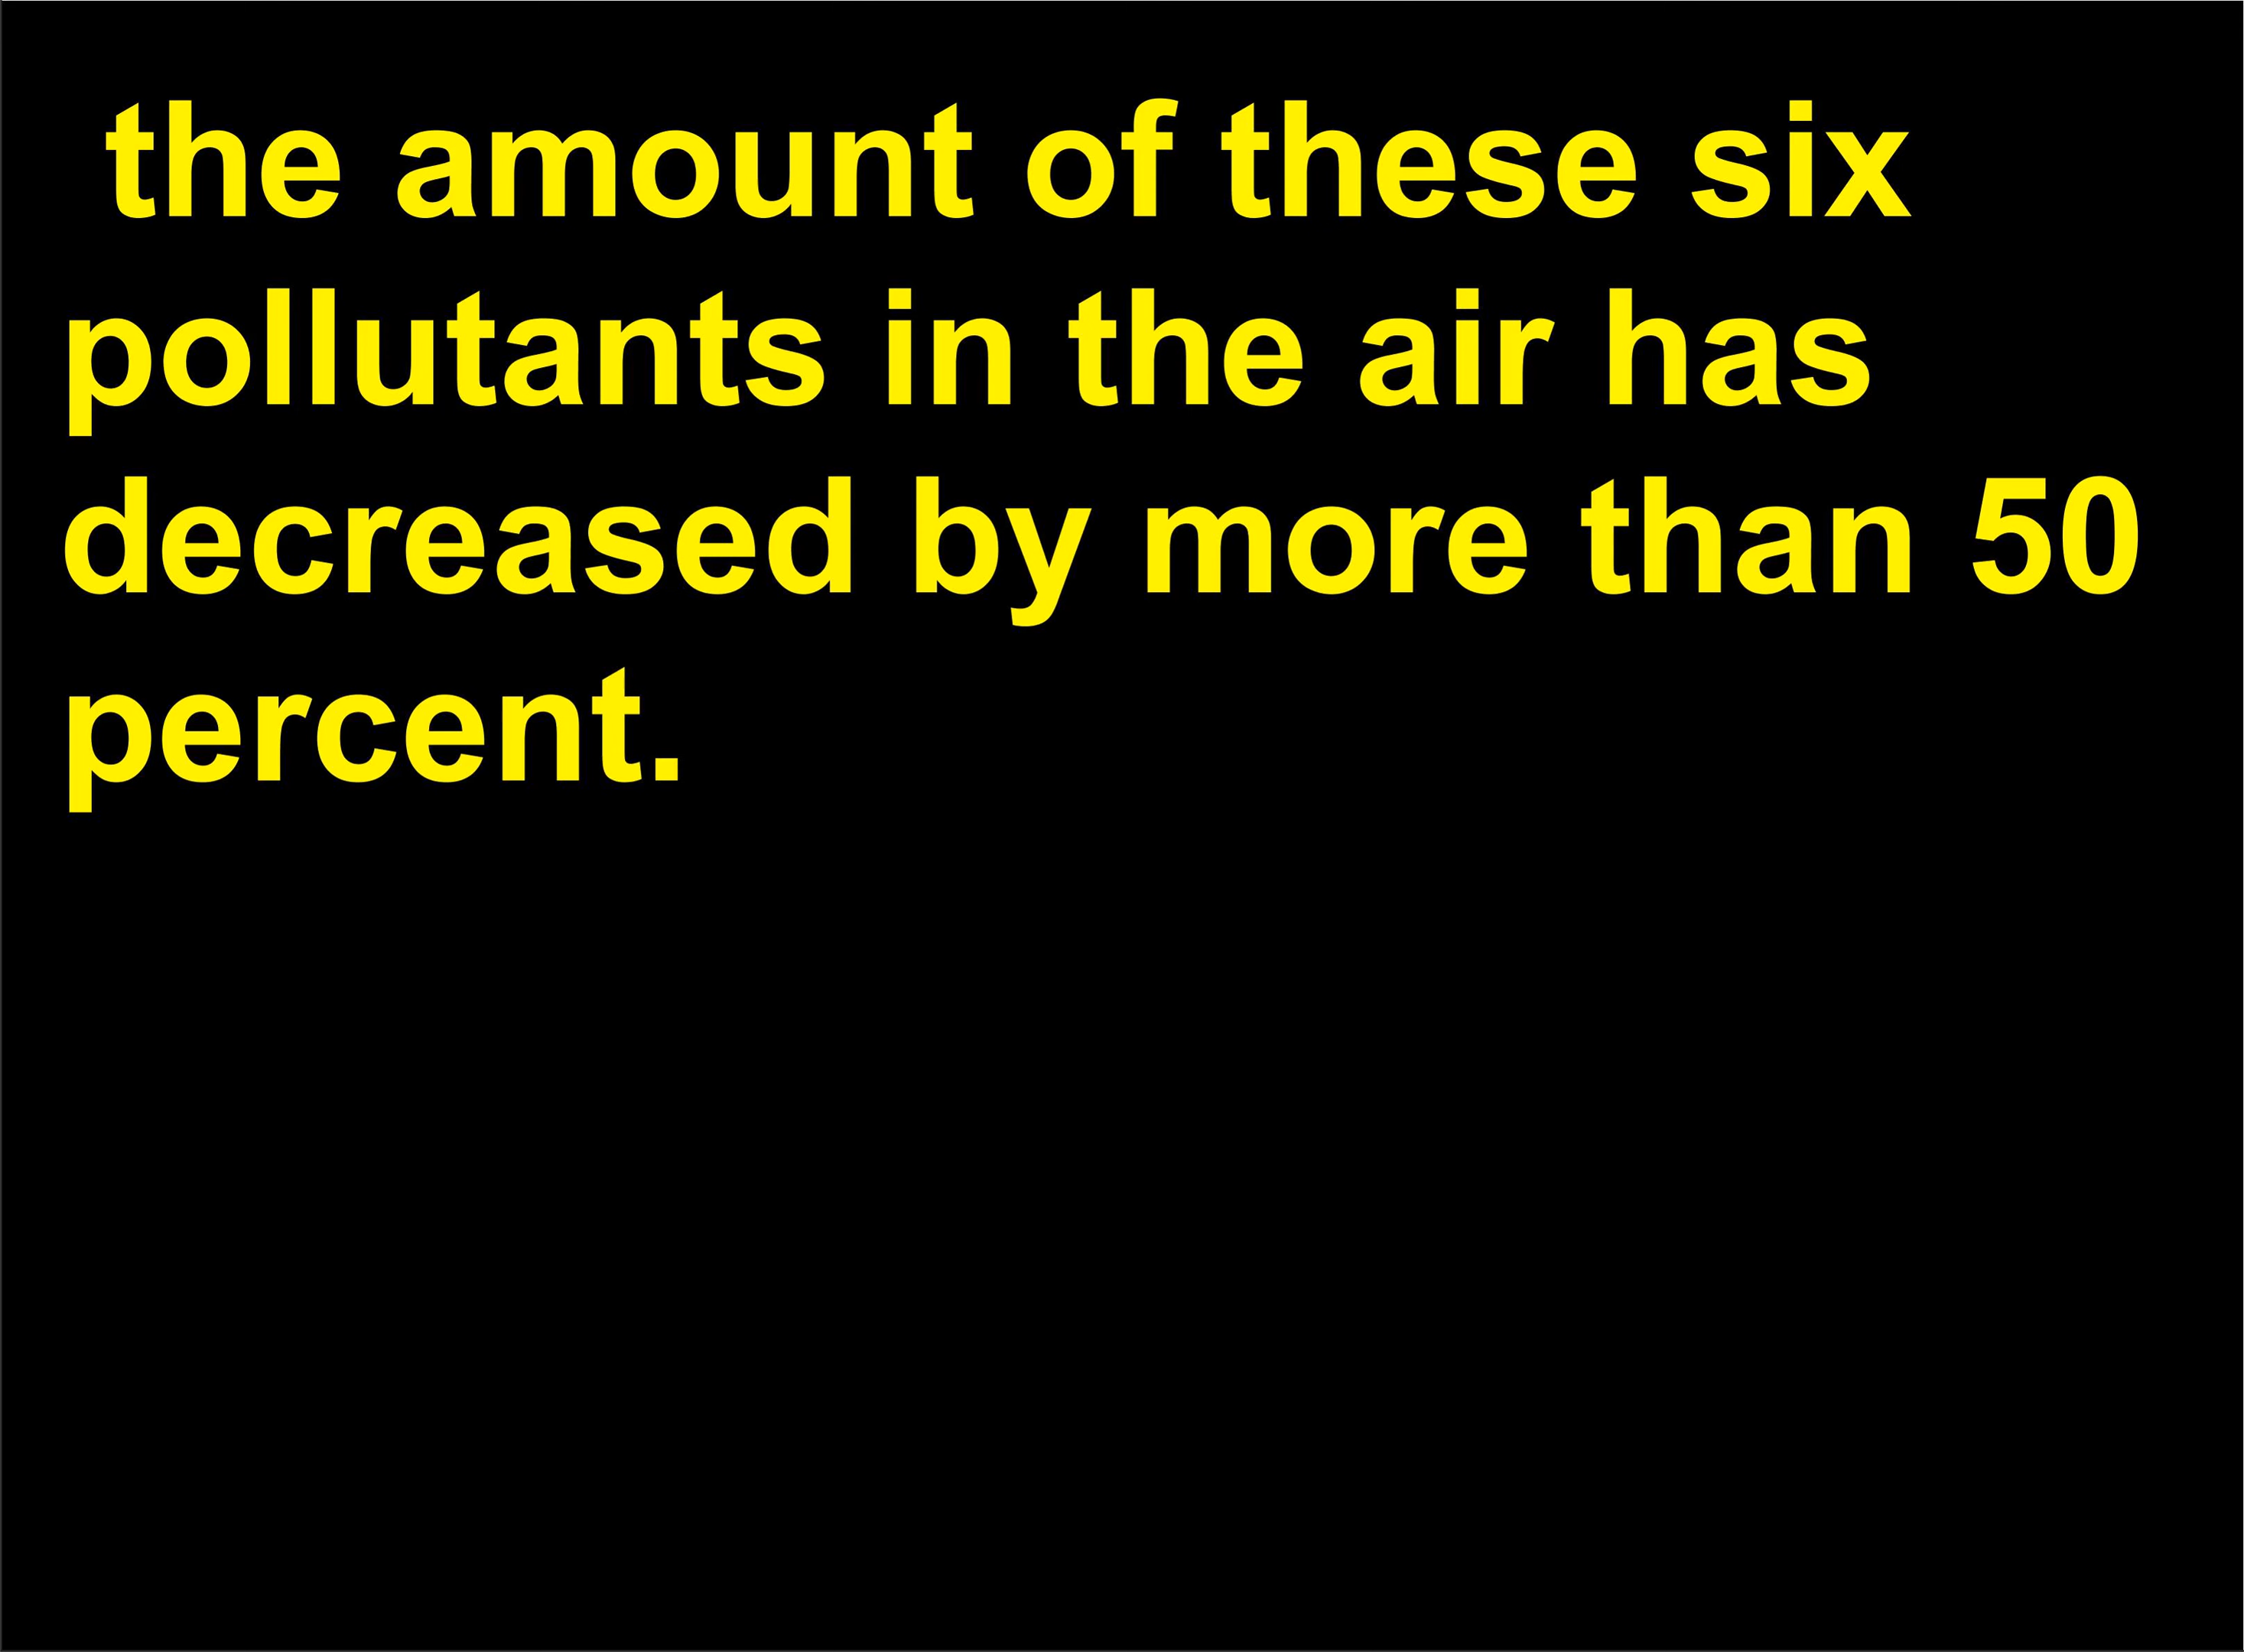 the amount of these six
pollutants in the air has
decreased by more than 50
percent.